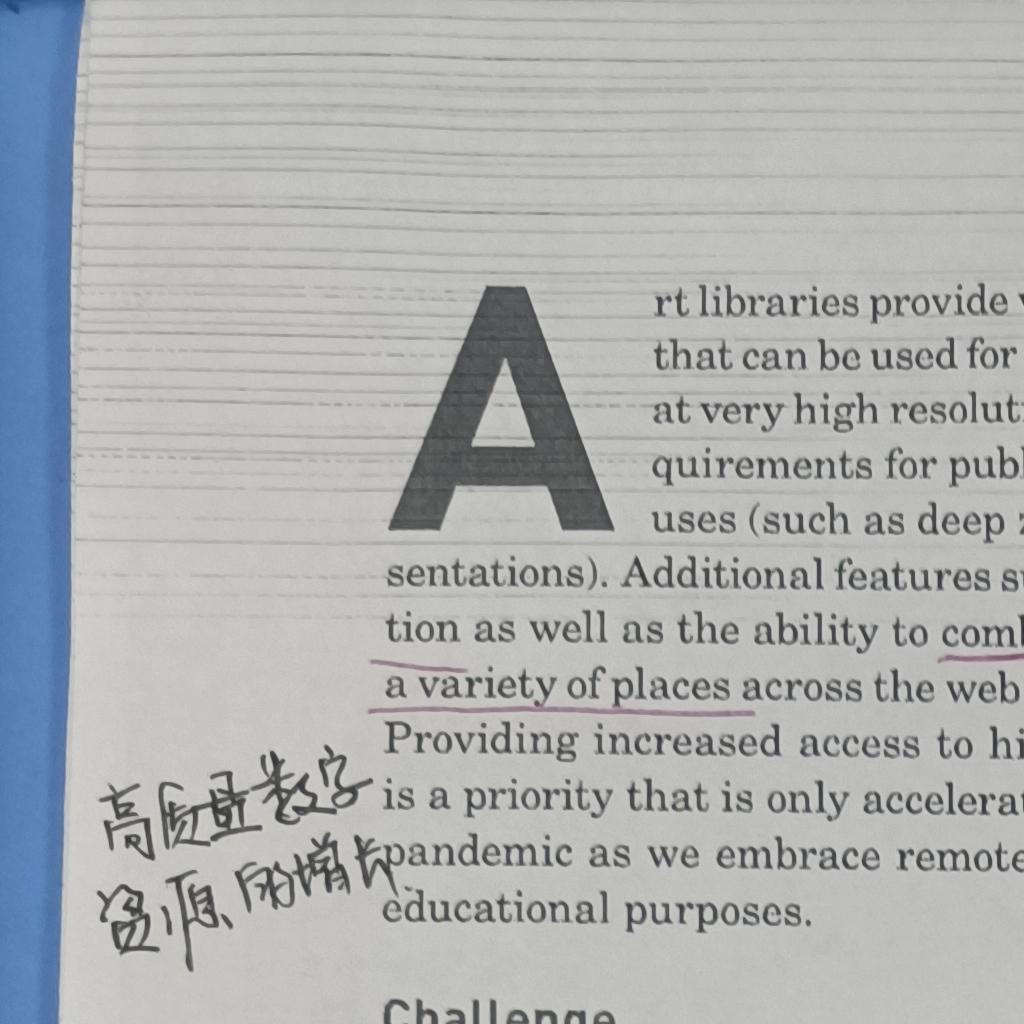 Art libraries provide
that can be used for
at very high resolut
quirements for publ
uses (such as deep
sentations). Additional features su
tion as well as the ability to com
a variety of places across the web
Providing increased access to hi
is a priority that is only accelerat
pandemic as we embrace remote
educational purposes.
高质量数字
资源的增长
Challenge